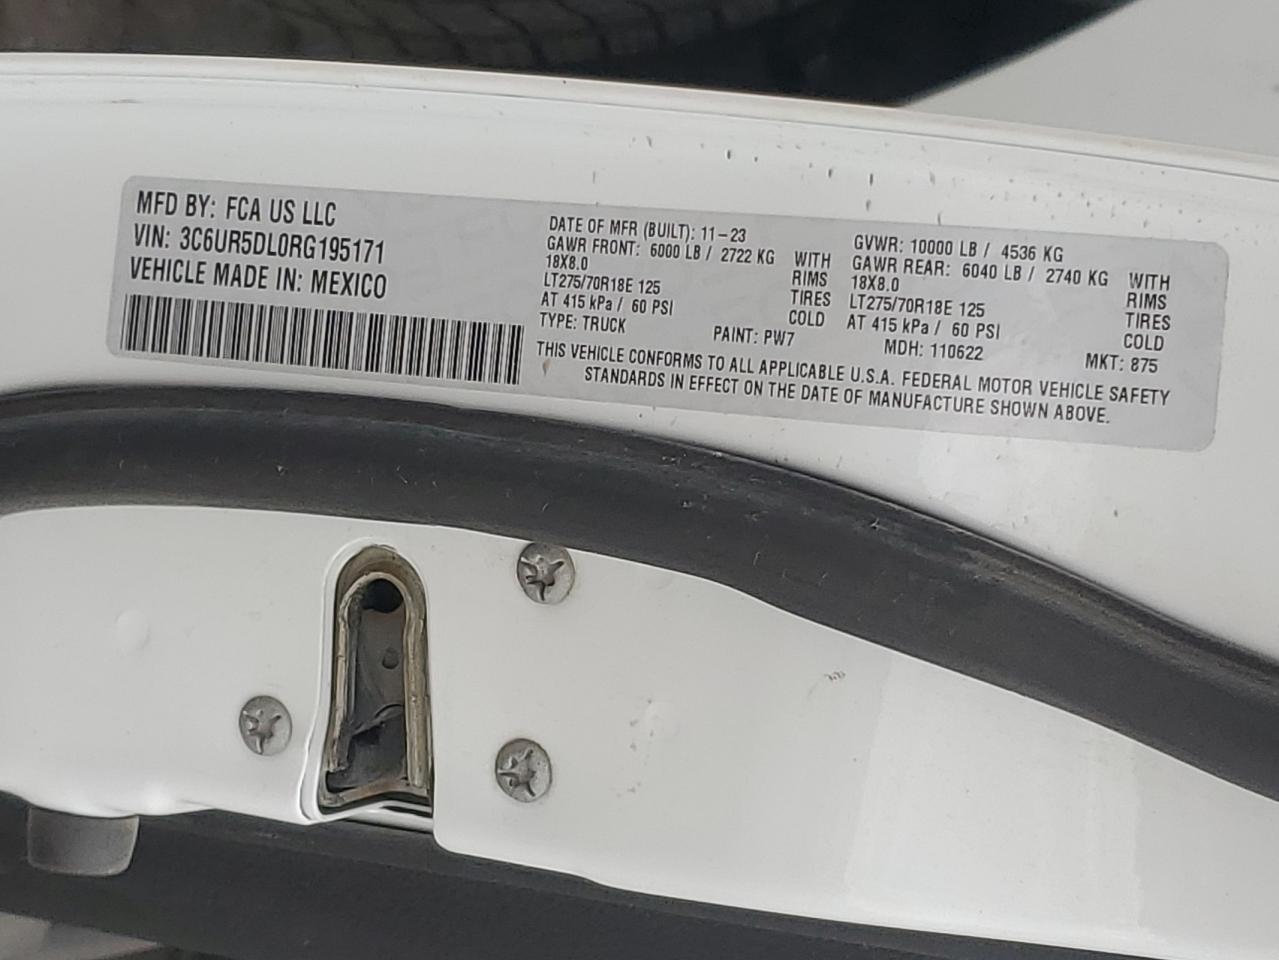 MFD BY: FCA US LLC
VIN: 3C6UR5DL0RG195171
VEHICLE MADE IN: MEXICO
DATE OF MFR (BUILT): 11-23
GAWR FRONT: 6000 LB / 2722 KG WITH
18X8.0 RIMS
LT275/70R18E 125 TIRES
AT 415 kPa / 60 PSI COLD
TYPE: TRUCK PAINT: PW7
GVWR: 10000 LB / 4536 KG
GAWR REAR: 6040 LB / 2740 KG WITH
18X8.0 RIMS
LT275/70R18E 125 TIRES
AT 415 kPa / 60 PSI COLD
MDH: 110622 MKT: 875
THIS VEHICLE CONFORMS TO ALL APPLICABLE U.S.A. FEDERAL MOTOR VEHICLE SAFETY
STANDARDS IN EFFECT ON THE DATE OF MANUFACTURE SHOWN ABOVE.